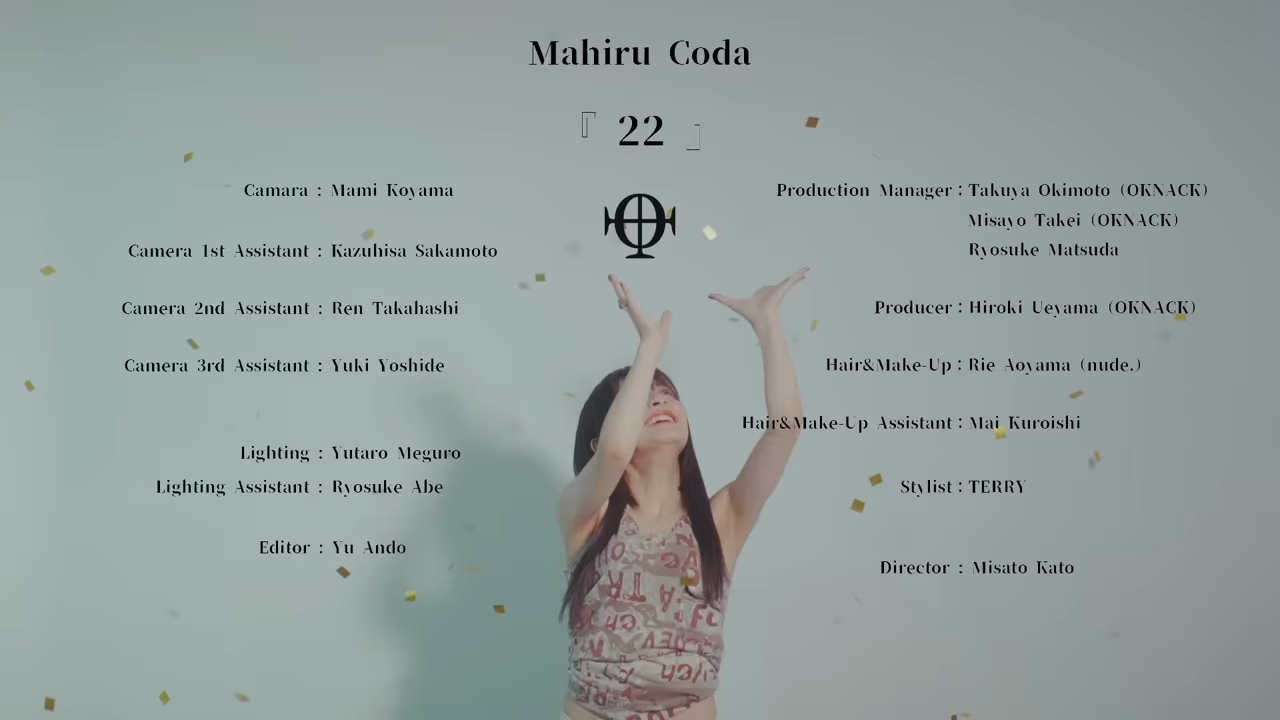 Mahiru Coda
『 22 』
Camara : Mami Koyama
Camera 1st Assistant : Kazuhisa Sakamoto
Camera 2nd Assistant : Ren Takahashi
Camera 3rd Assistant : Yuki Yoshide
Lighting : Yutaro Meguro
Lighting Assistant : Ryosuke Abe
Editor : Yu Ando
Production Manager : Takuya Okimoto (OKNACK)
Misayo Takei (OKNACK)
Ryosuke Matsuda
Producer : Hiroki Ueyama (OKNACK)
Hair&Make-Up : Rie Aoyama (nude.)
Hair&Make-Up Assistant : Mai Kuroishi
Stylist : TERRY
Director : Misato Kato